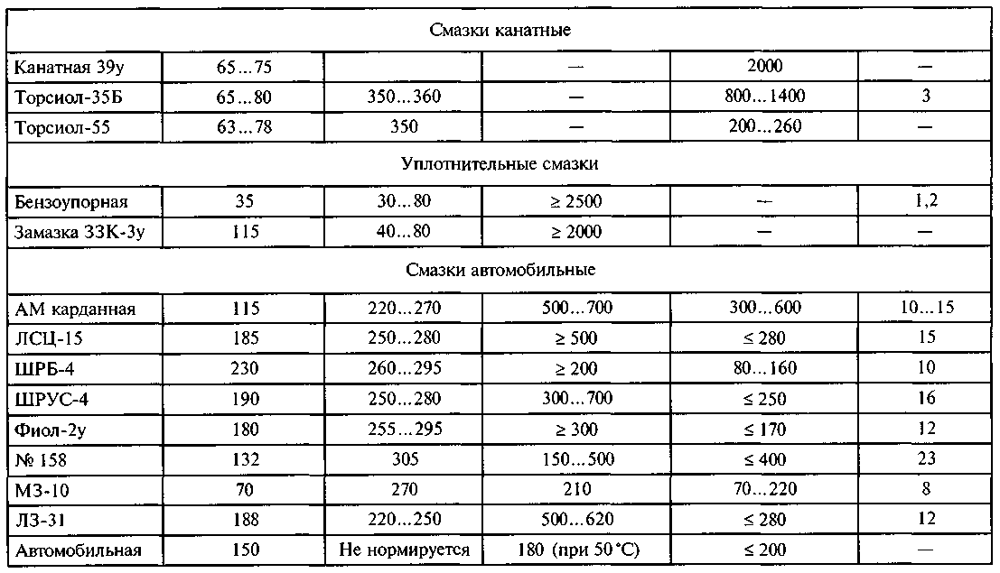 Смазки канатные
Канатная 39у 65...75 — 2000 —
Торсиол-35Б 65...80 350...360 — 800...1400 3
Торсиол-55 63...78 350 — 200...260 —
Уплотнительные смазки
Бензоупорная 35 30...80 ≥ 2500 — 1,2
Замазка ЗЗК-3у 115 40...80 ≥ 2000 — —
Смазки автомобильные
АМ карданная 115 220...270 500...700 300...600 10...15
ЛСЦ-15 185 250...280 ≥ 500 ≤ 280 15
ШРБ-4 230 260...295 ≥ 200 80...160 10
ШРУС-4 190 250...280 300...700 ≤ 250 16
Фиол-2у 180 255...295 ≥ 300 ≤ 170 12
№ 158 132 305 150...500 ≤ 400 23
МЗ-10 70 270 210 70...220 8
ЛЗ-31 188 220...250 500...620 ≤ 280 12
Автомобильная 150 Не нормируется 180 (при 50°С) ≤ 200 —